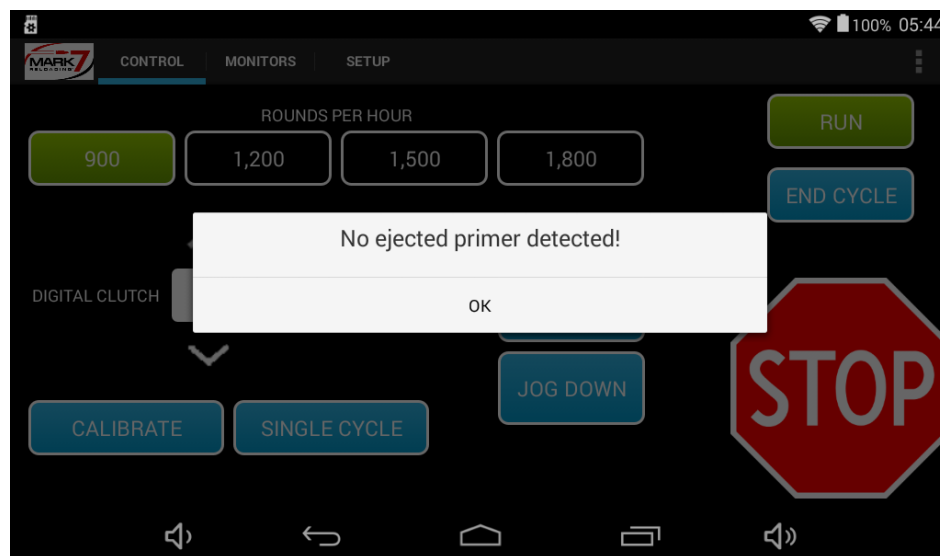 100% 05:44
MARK 7
RELOADING
CONTROL MONITORS SETUP
ROUNDS PER HOUR
900 1,200 1,500 1,800
RUN
END CYCLE
No ejected primer detected!
OK
DIGITAL CLUTCH
JOG DOWN
STOP
CALIBRATE SINGLE CYCLE